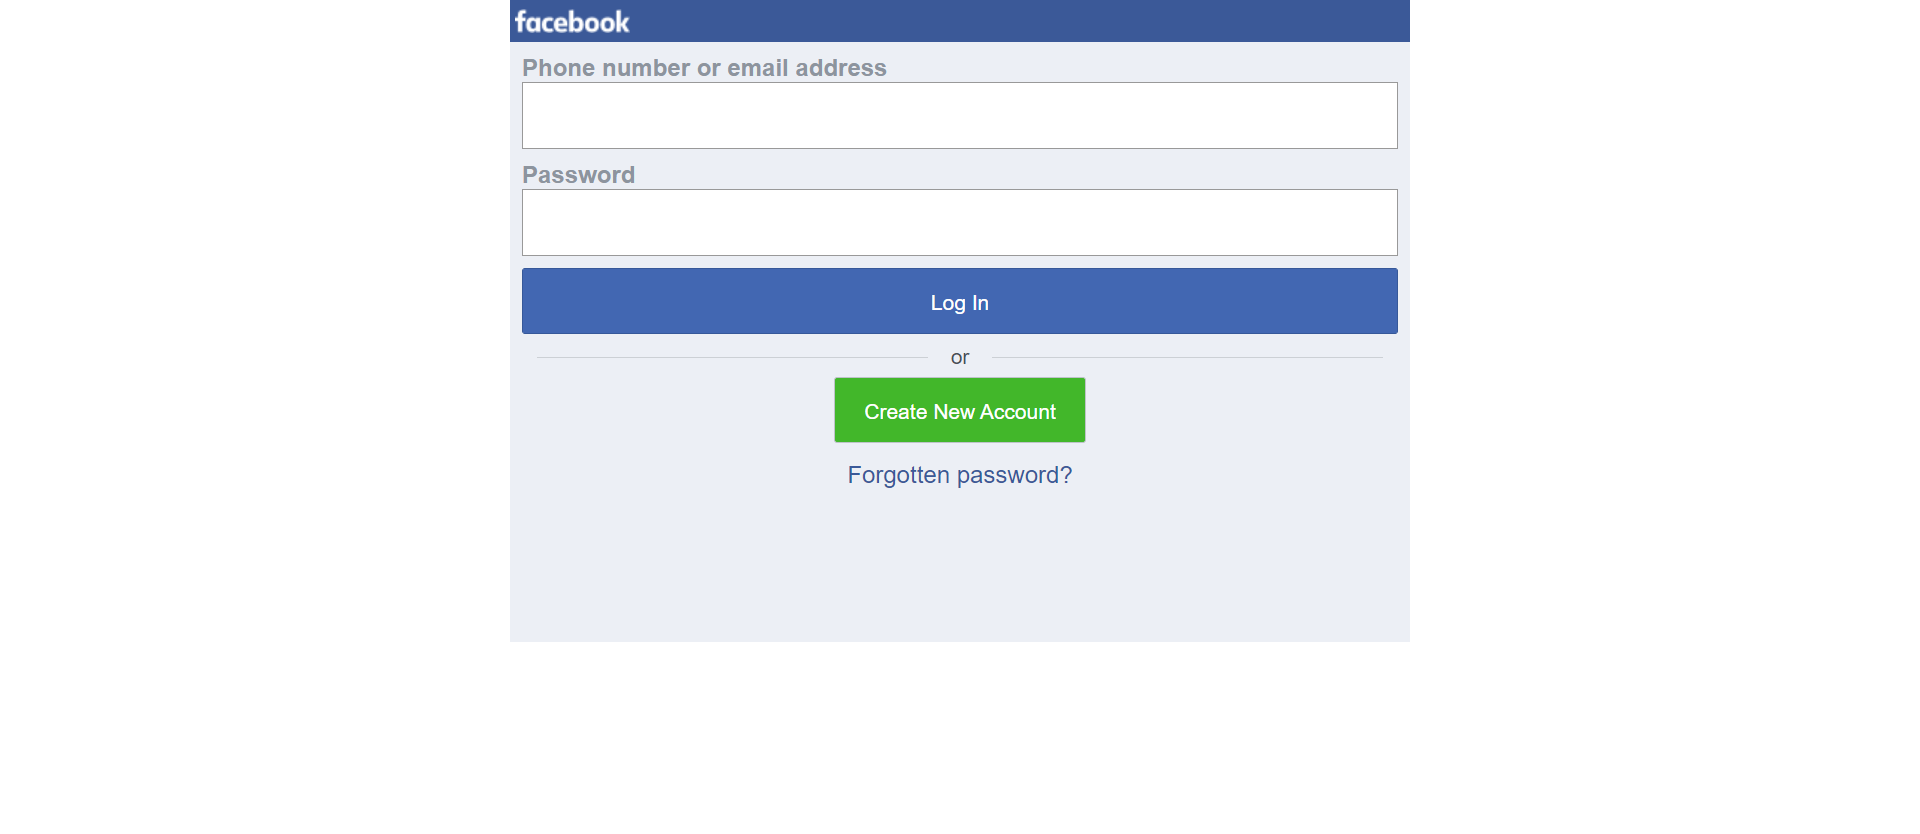 facebook
Phone number or email address
Password
Log In
or
Create New Account
Forgotten password?